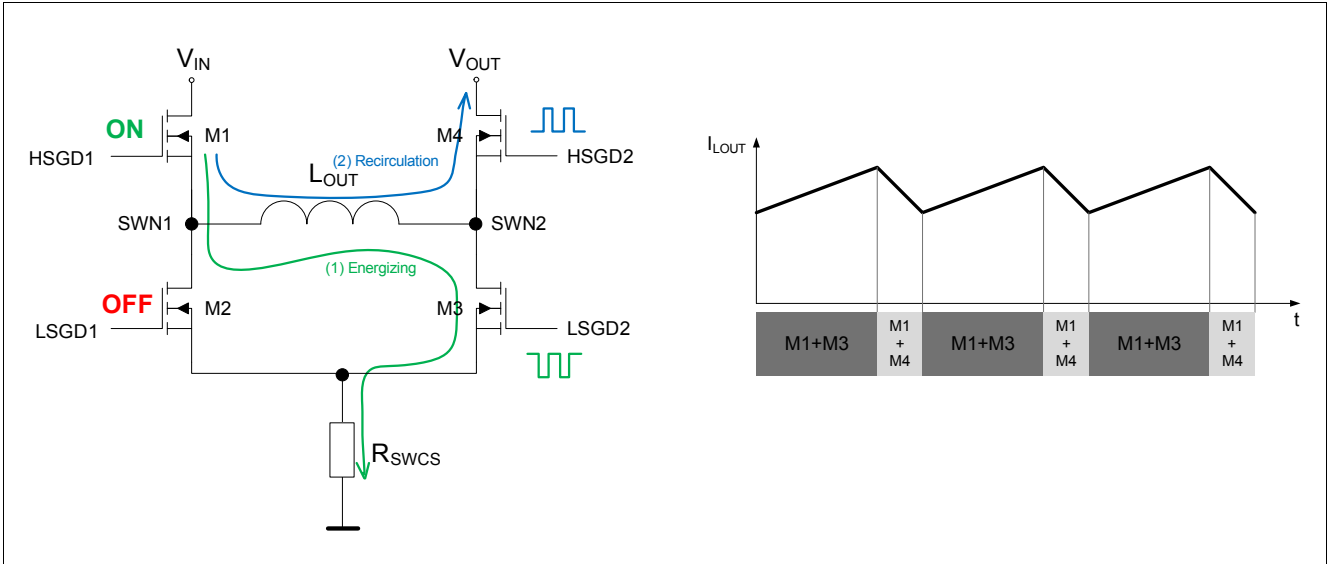 VIN
VOUT
ON
M1
M4
HSGD1
HSGD2
(2) Recirculation
LOUT
SWN1
SWN2
(1) Energizing
OFF
M2
M3
LSGD1
LSGD2
RSWCS
ILOUT
t
M1+M3
M1
+
M4
M1+M3
M1
+
M4
M1+M3
M1
+
M4